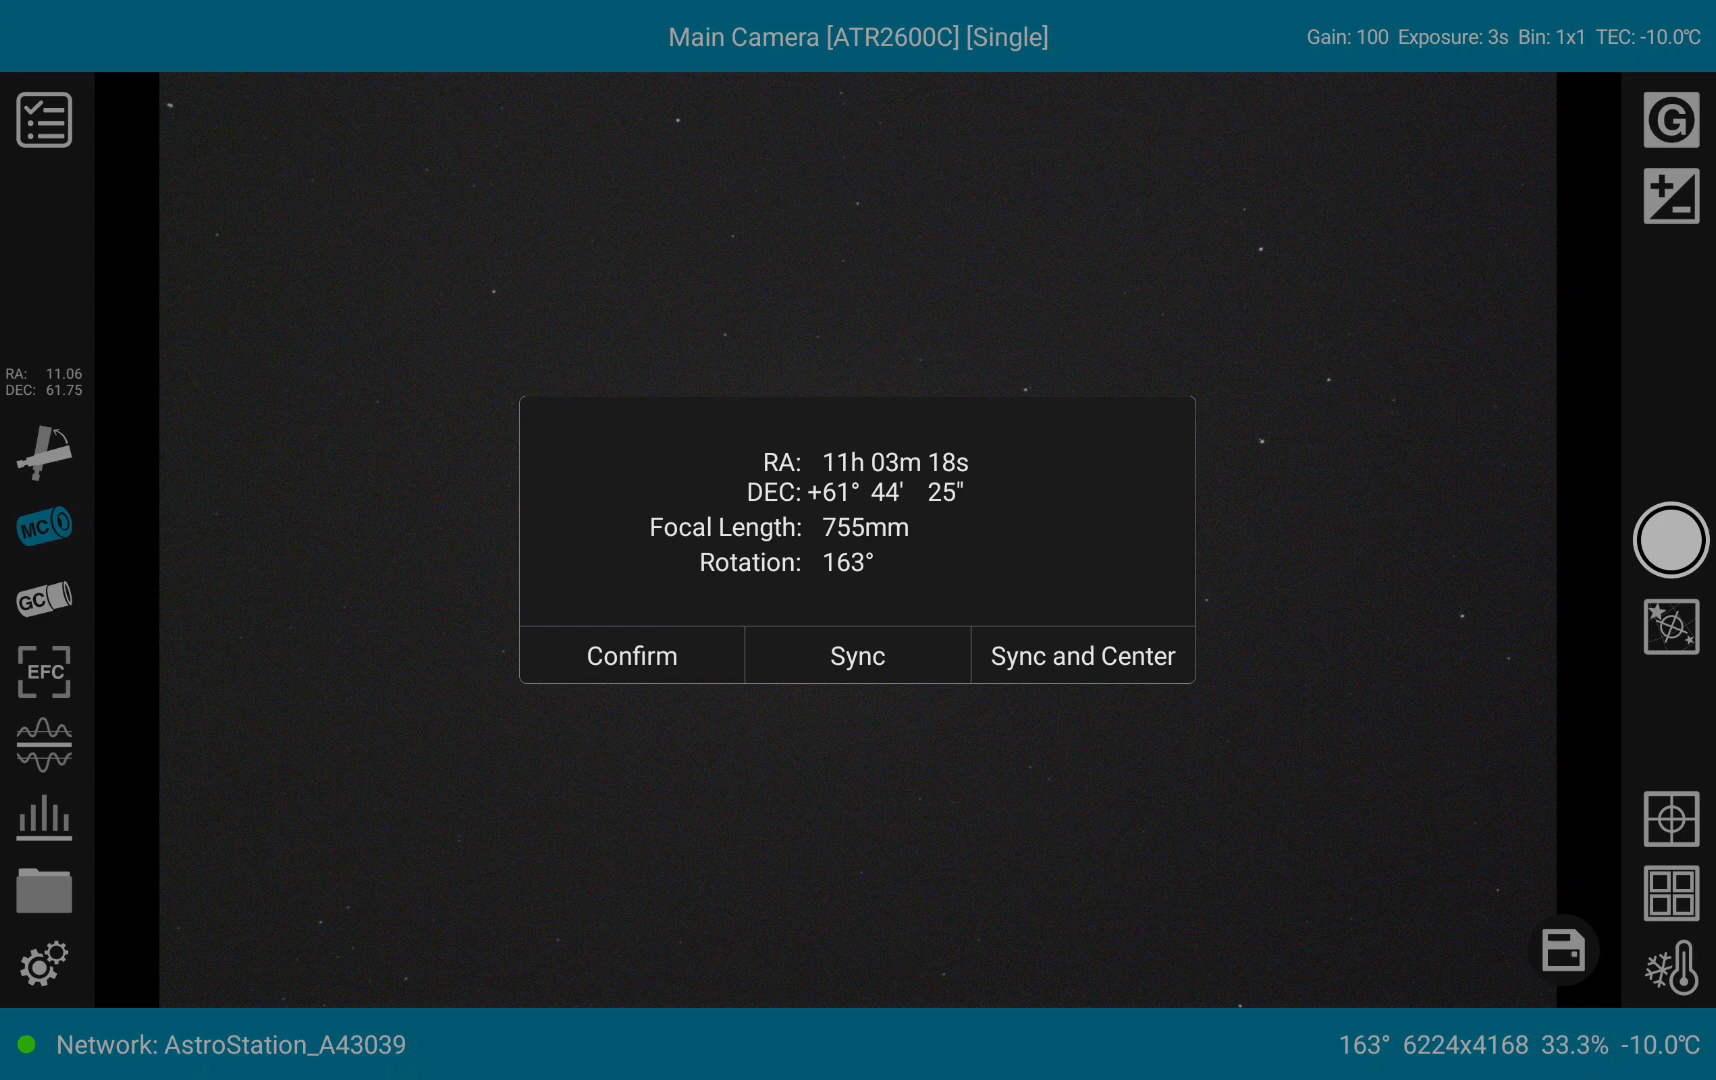 Main Camera [ATR2600C] [Single]
Gain: 100 Exposure: 3s Bin: 1x1 TEC: -10.0℃
G
RA: 11.06
DEC: 61.75
MC
GC
EFC
RA: 11h 03m 18s
DEC: +61° 44' 25"
Focal Length: 755mm
Rotation: 163°
Confirm Sync Sync and Center
Network: AstroStation_A43039
163° 6224x4168 33.3% -10.0℃